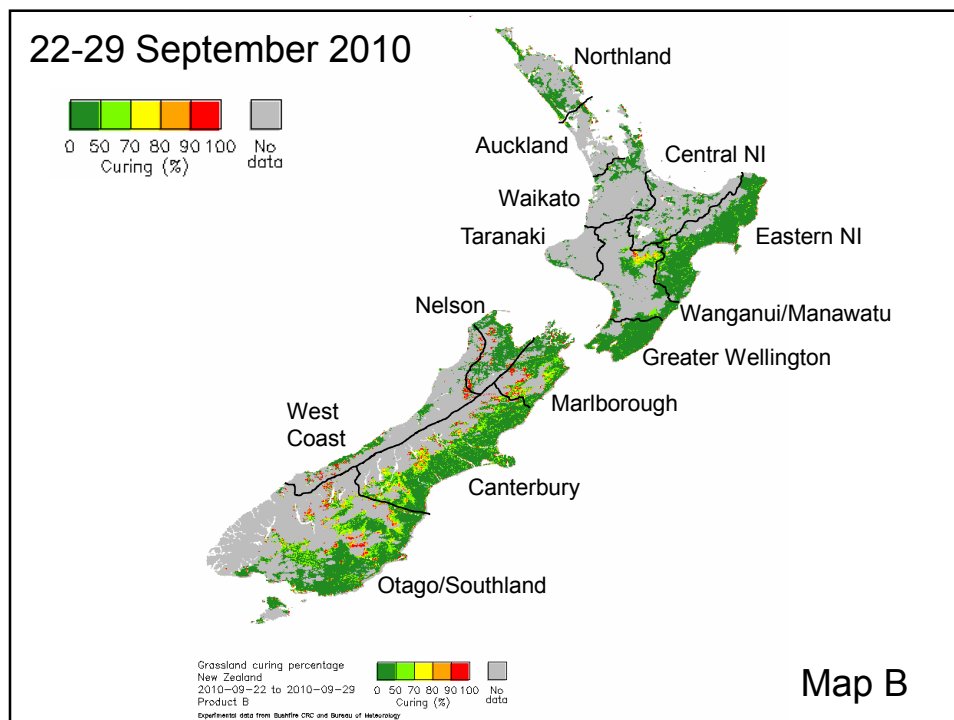 22-29 September 2010
0 50 70 80 90 100
Curing (%)
No
data
Northland
Auckland
Central NI
Waikato
Taranaki
Eastern NI
Nelson
Wanganui/Manawatu
Greater Wellington
Marlborough
West
Coast
Canterbury
Otago/Southland
Grassland curing percentage
New Zealand
2010-09-22 to 2010-09-29
Product B
Experimental data from Bushfire CRC and Bureau of Meteorology
0 50 70 80 90 100
Curing (%)
No
data
Map B